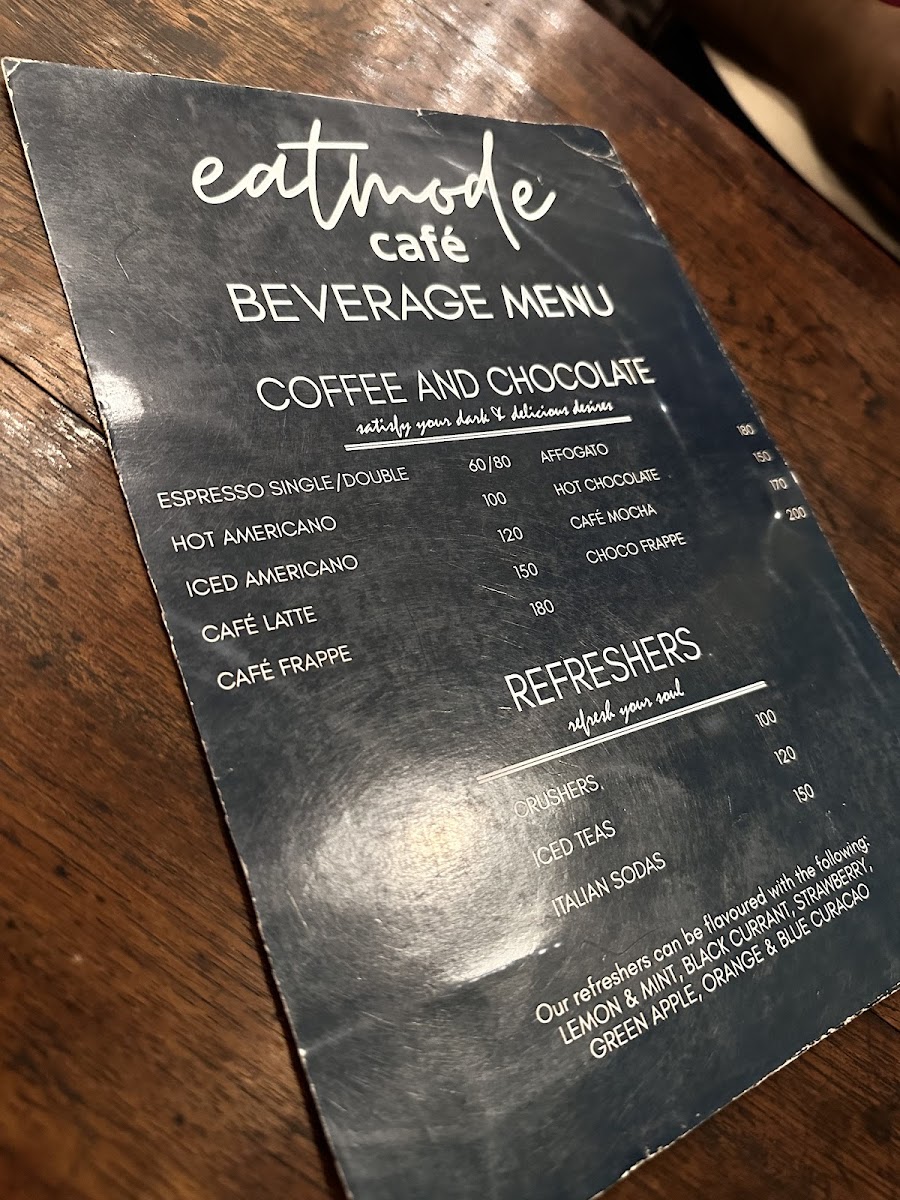 eatmode
café
BEVERAGE MENU
COFFEE AND CHOCOLATE
satisfy your dark & delicious desires
ESPRESSO SINGLE/DOUBLE 60/80
HOT AMERICANO 100
ICED AMERICANO 120
CAFÉ LATTE 150
CAFÉ FRAPPE 180
AFFOGATO 180
HOT CHOCOLATE 150
CAFÉ MOCHA 170
CHOCO FRAPPE 200
REFRESHERS
refresh your soul
CRUSHERS 100
ICED TEAS 120
ITALIAN SODAS 150
Our refreshers can be flavoured with the following:
LEMON & MINT, BLACK CURRANT, STRAWBERRY,
GREEN APPLE, ORANGE & BLUE CURACAO